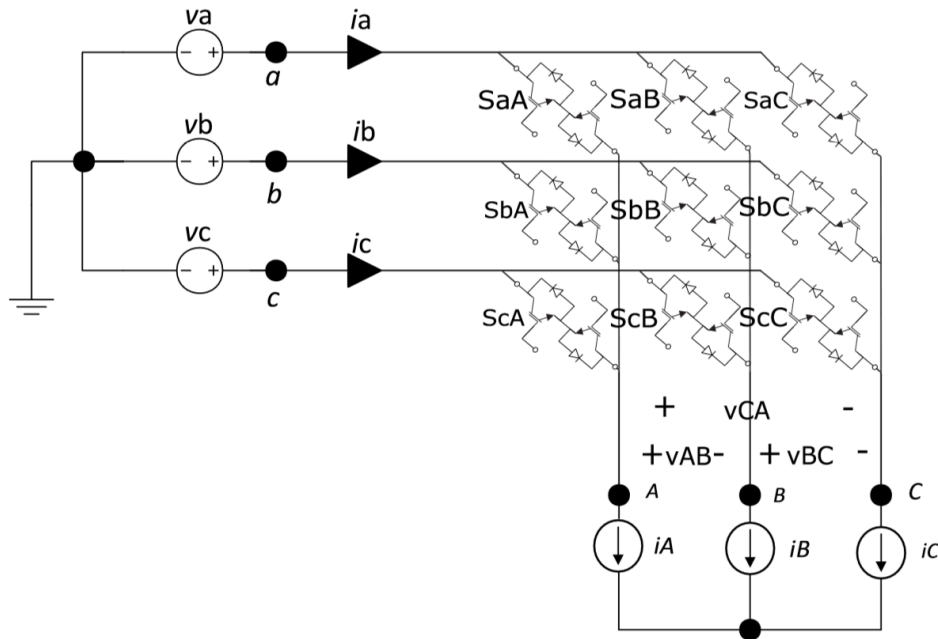 va
ia
a
SaA
SaB
SaC
vb
ib
b
SbA
SbB
SbC
vc
ic
c
ScA
ScB
ScC
+ vCA -
+vAB- +vBC -
A
B
C
iA
iB
iC